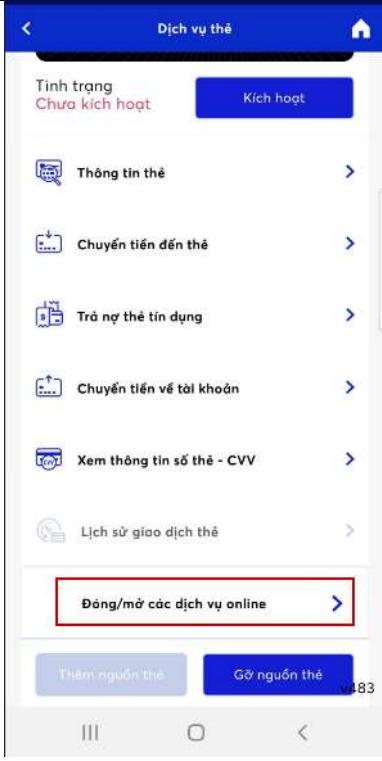 Dịch vụ thẻ
Tình trạng
Chưa kích hoạt
Kích hoạt
Thông tin thẻ
Chuyển tiền đến thẻ
Trả nợ thẻ tín dụng
Chuyển tiền về tài khoản
CVV
Xem thông tin số thẻ - CVV
Lịch sử giao dịch thẻ
Đóng/mở các dịch vụ online
Thêm nguồn thẻ
Gỡ nguồn thẻ
v483